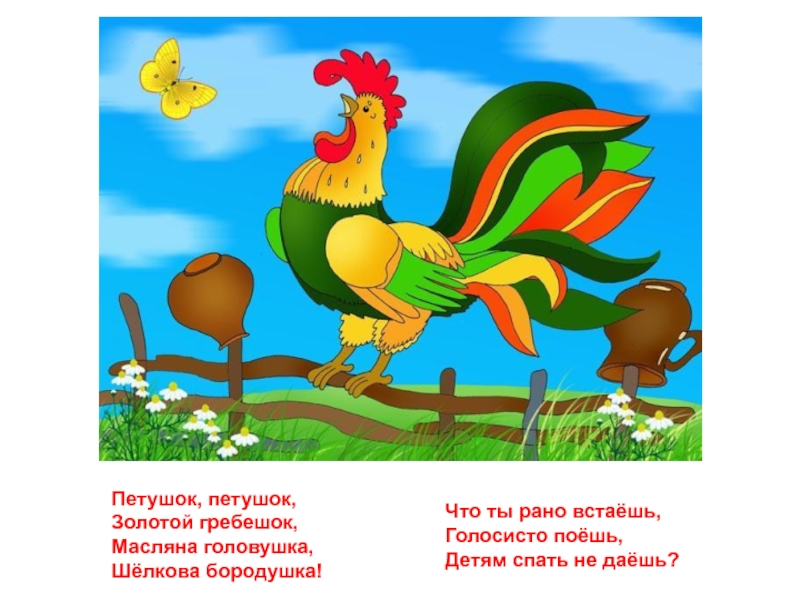 Петушок, петушок,
Золотой гребешок,
Масляна головушка,
Шёлкова бородушка!
Что ты рано встаёшь,
Голосисто поёшь,
Детям спать не даёшь?